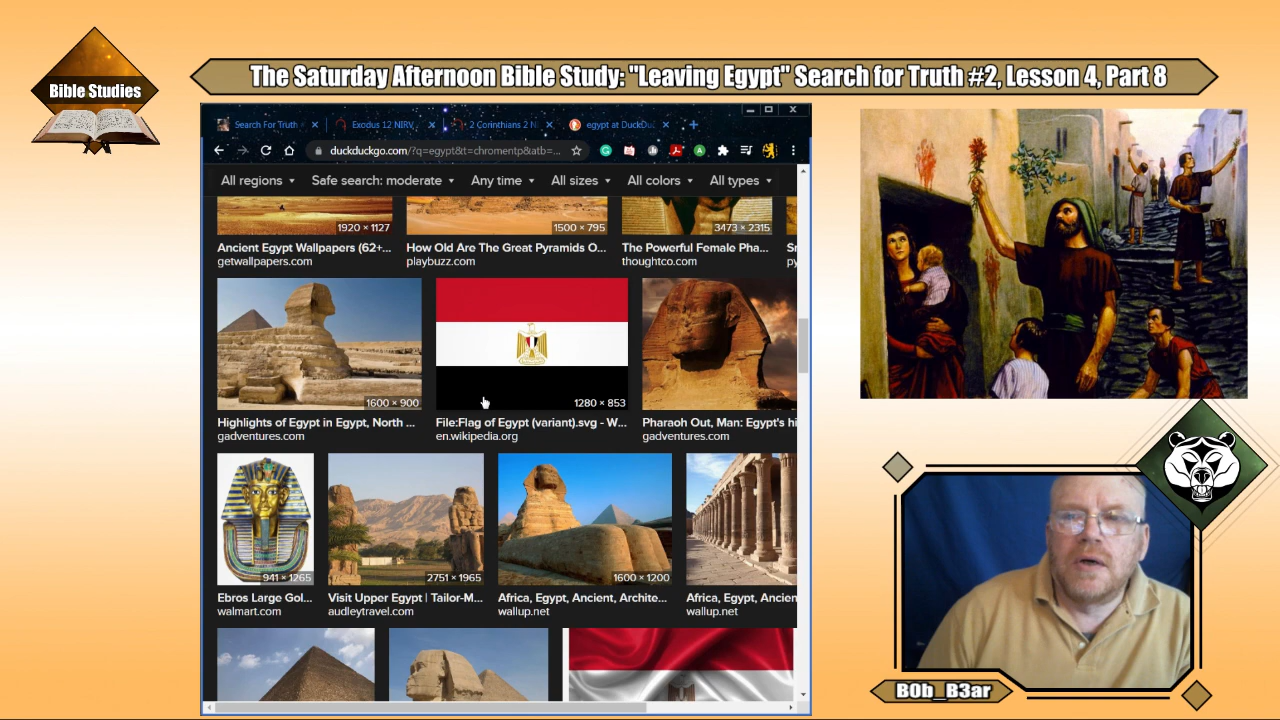 The Saturday Afternoon Bible Study: "Leaving Egypt" Search for Truth #2, Lesson 4, Part 8
Bible Studies
Search For Truth
Exodus 12 NIRV
2 Corinthians 2 N
egypt at DuckDu
duckduckgo.com/?q=egypt&t=chromentp&atb=...
All regions Safe search: moderate Any time All sizes All colors All types
1920 × 1127 1500 × 795 3473 × 2315
Ancient Egypt Wallpapers (62+... How Old Are The Great Pyramids O... The Powerful Female Pha...
getwallpapers.com playbuzz.com thoughtco.com py
1600 × 900 1280 × 853
Highlights of Egypt in Egypt, North ... File:Flag of Egypt (variant).svg - W... Pharaoh Out, Man: Egypt's hi
gadventures.com en.wikipedia.org gadventures.com
941 × 1265 2751 × 1965 1600 × 1200
Ebros Large Gol... Visit Upper Egypt | Tailor-M... Africa, Egypt, Ancient, Archite... Africa, Egypt, Ancien
walmart.com audleytravel.com wallup.net wallup.net
B0b_B3ar